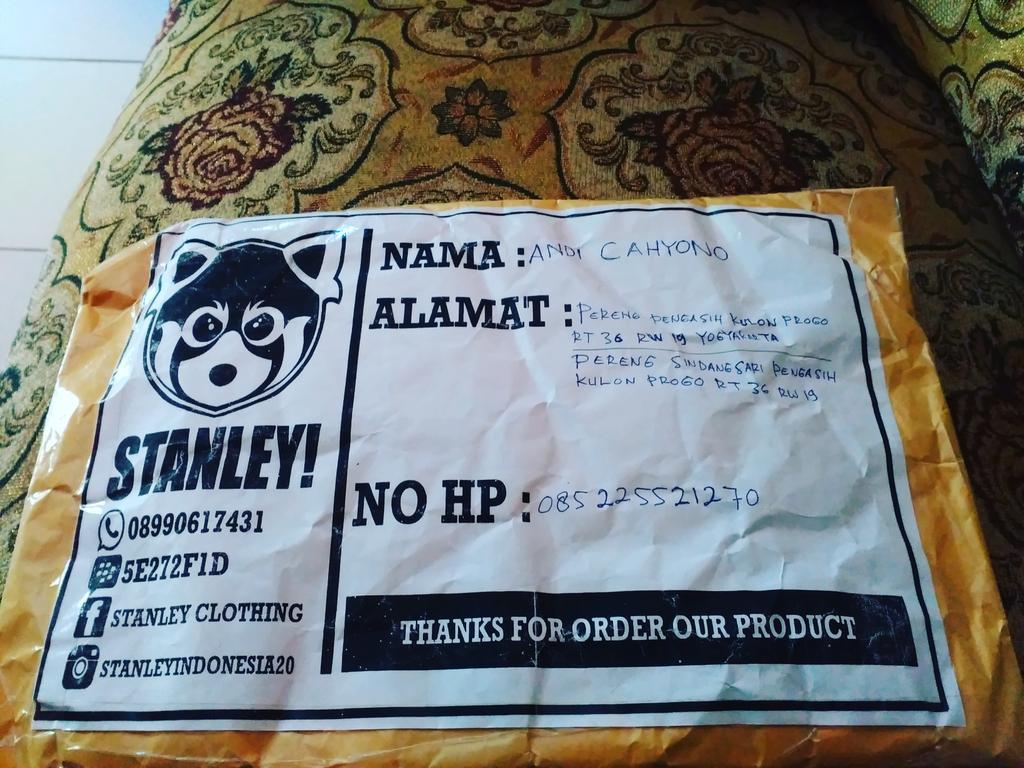 NAMA : ANDI CAHYONO
ALAMAT : PERENG PENGASIH KULON PROGO
RT 36 RW 19 YOGYAKARTA
PERENG SINDANGSARI PENGASIH
KULON PROGO RT 36 RW 19
NO HP : 085225521270
THANKS FOR ORDER OUR PRODUCT
STANLEY!
08990617431
5E272F1D
STANLEY CLOTHING
STANLEYINDONESIA20